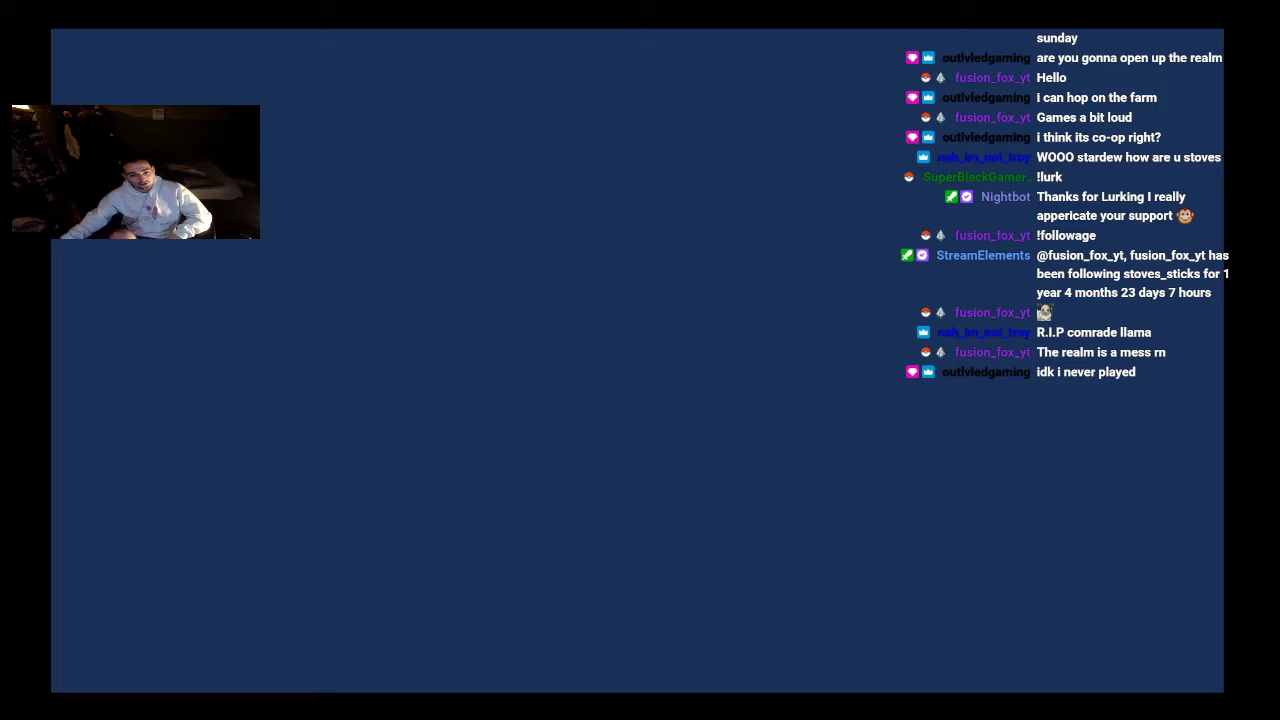 sunday
outlvledgaming are you gonna open up the realm
fusion_fox_yt Hello
outlvledgaming i can hop on the farm
fusion_fox_yt Games a bit loud
outlvledgaming i think its co-op right?
nah_im_not_troy WOOO stardew how are u stoves
SuperBlackGamer... !lurk
Nightbot Thanks for Lurking I really
appericate your support
fusion_fox_yt !followage
StreamElements @fusion_fox_yt, fusion_fox_yt has
been following stoves_sticks for 1
year 4 months 23 days 7 hours
fusion_fox_yt
nah_im_not_troy R.I.P comrade llama
fusion_fox_yt The realm is a mess rn
outlvledgaming idk i never played